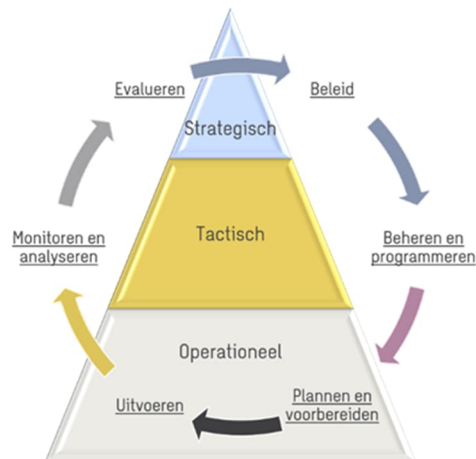 Evalueren
Beleid
Strategisch
Tactisch
Monitoren en
analyseren
Beheren en
programmeren
Operationeel
Uitvoeren
Plannen en
voorbereiden